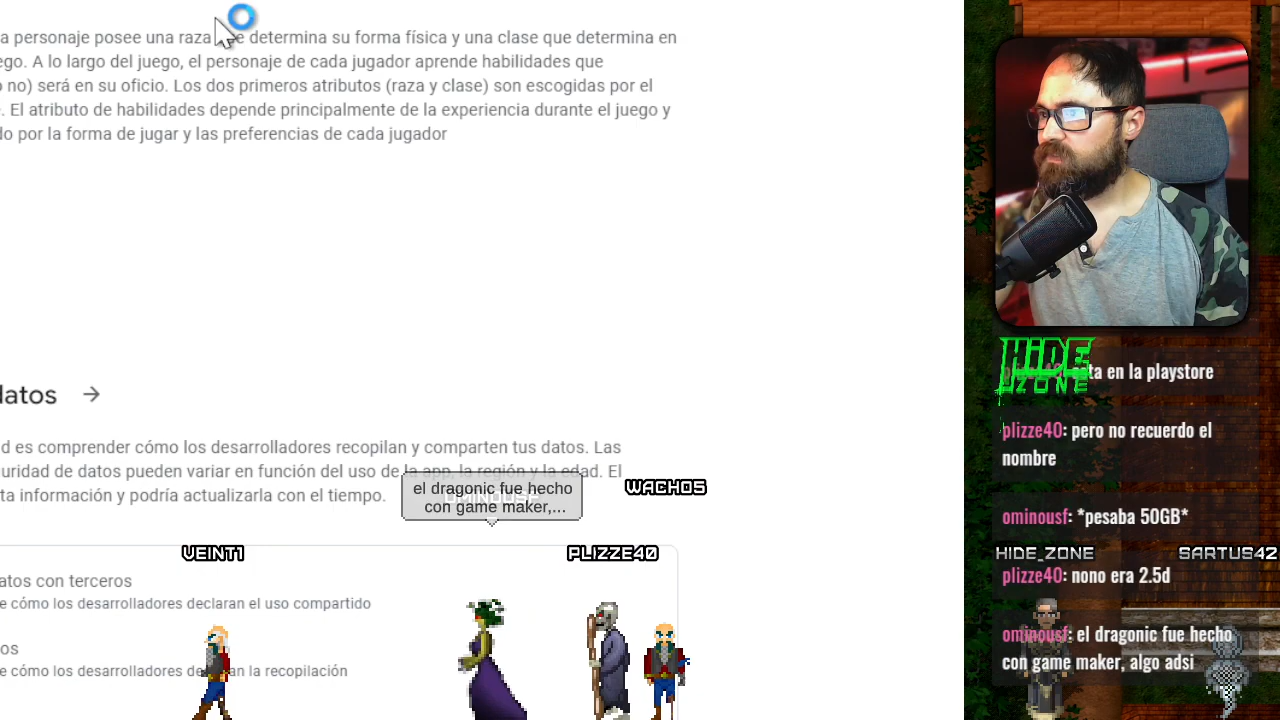 a personaje posee una raza e determina su forma física y una clase que determina en
ego. A lo largo del juego, el personaje de cada jugador aprende habilidades que
o no) será en su oficio. Los dos primeros atributos (raza y clase) son escogidas por el
. El atributo de habilidades depende principalmente de la experiencia durante el juego y
do por la forma de jugar y las preferencias de cada jugador
datos →
d es comprender cómo los desarrolladores recopilan y comparten tus datos. Las
uridad de datos pueden variar en función del uso de la app, la región y la edad. El
ta información y podría actualizarla con el tiempo.
el dragonic fue hecho
con game maker,...
OMINOUSF
WACHO5
VEINT1
PLIZZE40
atos con terceros
e cómo los desarrolladores declaran el uso compartido
os
e cómo los desarrolladores declaran la recopilación
HiDE
ZONE
ta en la playstore
plizze40: pero no recuerdo el
nombre
ominousf: *pesaba 50GB*
HIDE_ZONE
SARTUS42
plizze40: nono era 2.5d
ominousf: el dragonic fue hecho
con game maker, algo adsi